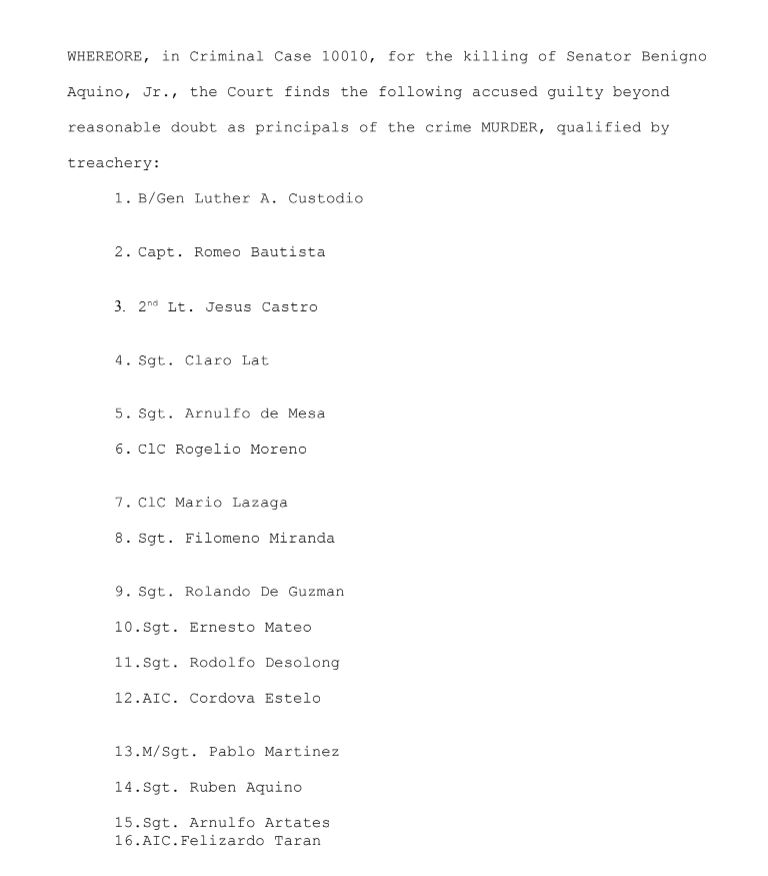 WHEREORE, in Criminal Case 10010, for the killing of Senator Benigno
Aquino, Jr., the Court finds the following accused guilty beyond
reasonable doubt as principals of the crime MURDER, qualified by
treachery:
1. B/Gen Luther A. Custodio
2. Capt. Romeo Bautista
3. 2nd Lt. Jesus Castro
4. Sgt. Claro Lat
5. Sgt. Arnulfo de Mesa
6. ClC Rogelio Moreno
7. ClC Mario Lazaga
8. Sgt. Filomeno Miranda
9. Sgt. Rolando De Guzman
10.Sgt. Ernesto Mateo
11.Sgt. Rodolfo Desolong
12.AIC. Cordova Estelo
13.M/Sgt. Pablo Martinez
14.Sgt. Ruben Aquino
15.Sgt. Arnulfo Artates
16.AIC.Felizardo Taran